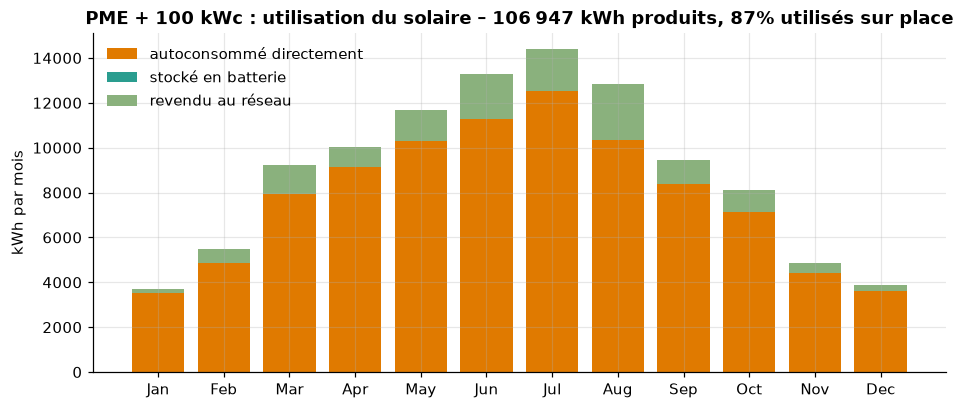 PME + 100 kWc : utilisation du solaire – 106 947 kWh produits, 87% utilisés sur place
autoconsommé directement
stocké en batterie
revendu au réseau
kWh par mois
14000
12000
10000
8000
6000
4000
2000
0
Jan Feb Mar Apr May Jun Jul Aug Sep Oct Nov Dec